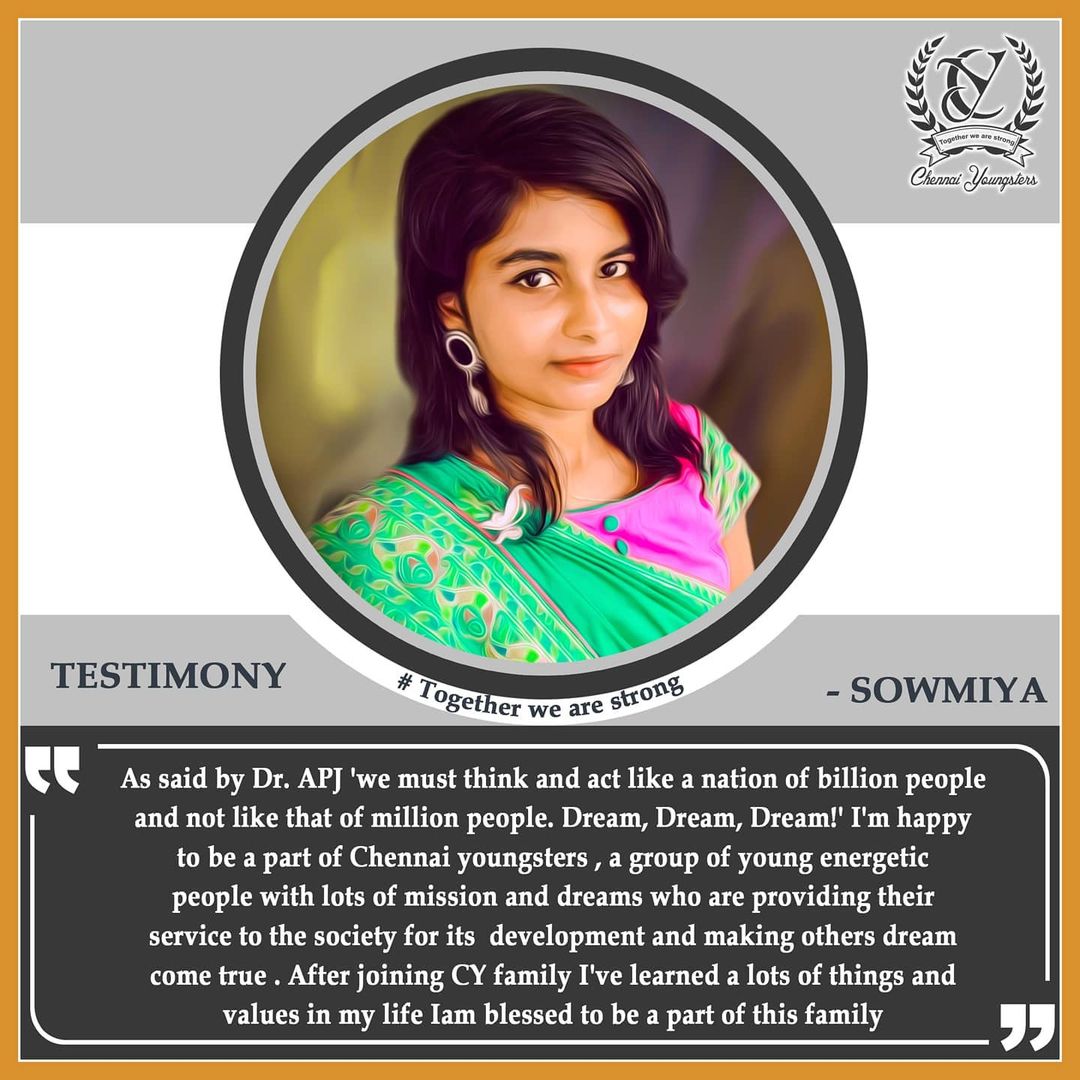 CY
Together we are strong
Chennai Youngsters
TESTIMONY
# Together we are strong
- SOWMIYA
“
As said by Dr. APJ 'we must think and act like a nation of billion people
and not like that of million people. Dream, Dream, Dream!' I'm happy
to be a part of Chennai youngsters , a group of young energetic
people with lots of mission and dreams who are providing their
service to the society for its  development and making others dream
come true . After joining CY family I've learned a lots of things and
values in my life Iam blessed to be a part of this family
”